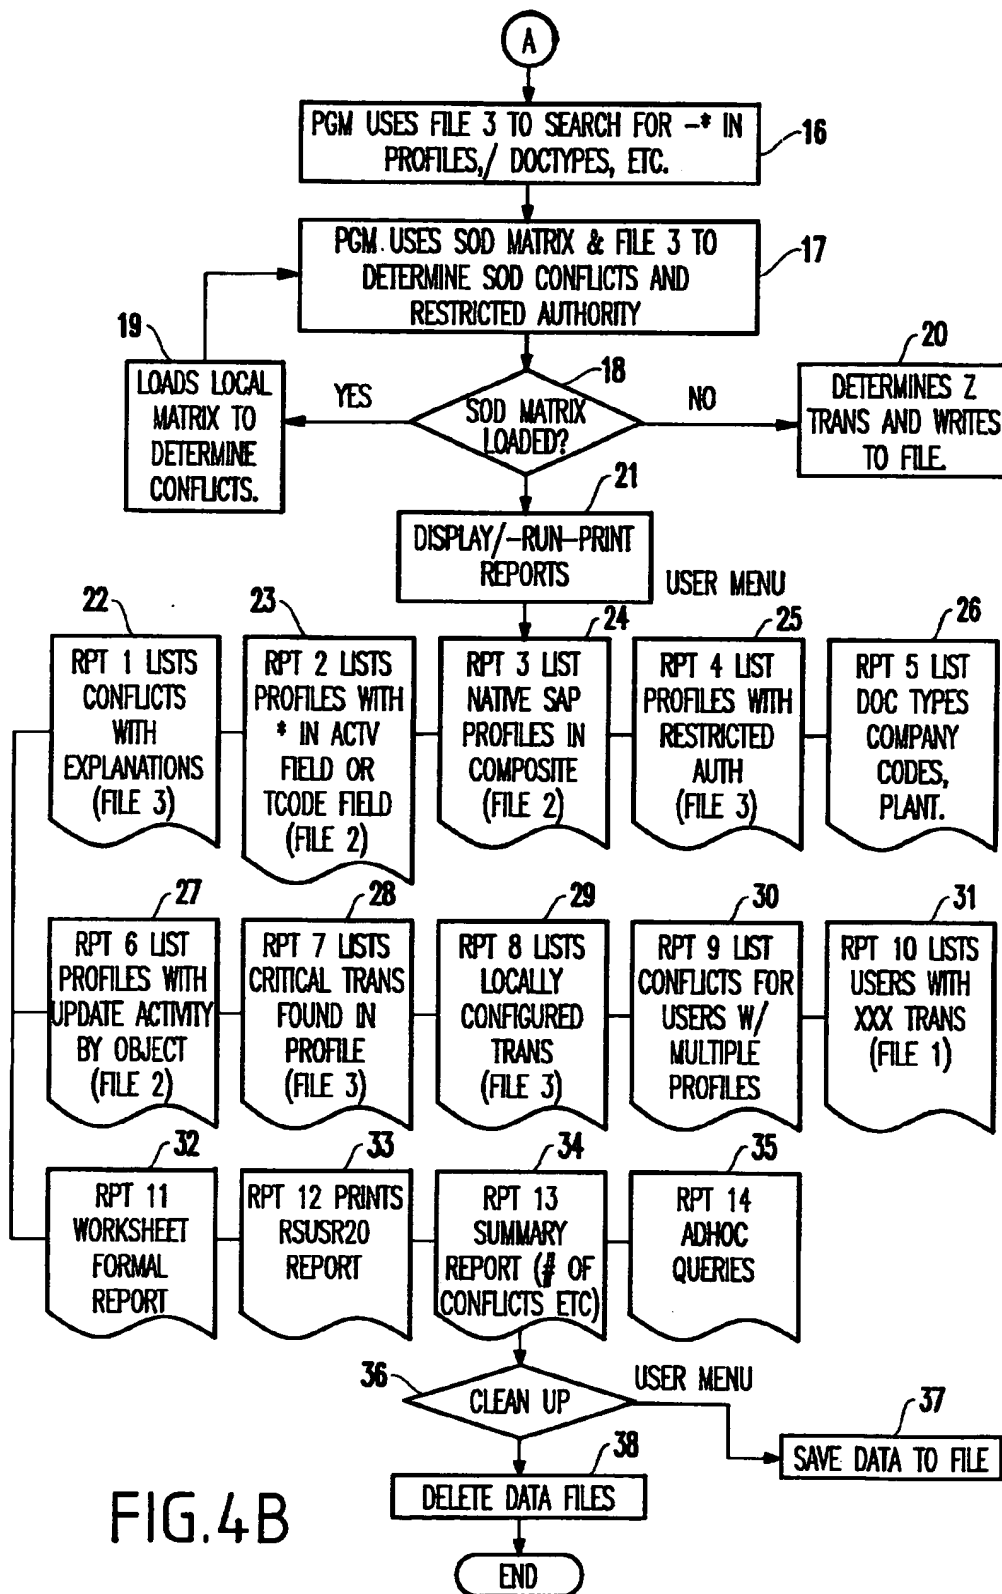 A
PGM USES FILE 3 TO SEARCH FOR -* IN
PROFILES,/ DOCTYPES, ETC.
16
PGM USES SOD MATRIX & FILE 3 TO
DETERMINE SOD CONFLICTS AND
RESTRICTED AUTHORITY
17
19
LOADS LOCAL
MATRIX TO
DETERMINE
CONFLICTS.
YES
18
SOD MATRIX
LOADED?
NO
20
DETERMINES Z
TRANS AND WRITES
TO FILE.
21
DISPLAY/-RUN-PRINT
REPORTS
USER MENU
22
RPT 1 LISTS
CONFLICTS
WITH
EXPLANATIONS
(FILE 3)
23
RPT 2 LISTS
PROFILES WITH
* IN ACTV
FIELD OR
TCODE FIELD
(FILE 2)
24
RPT 3 LIST
NATIVE SAP
PROFILES IN
COMPOSITE
(FILE 2)
25
RPT 4 LIST
PROFILES WITH
RESTRICTED
AUTH
(FILE 3)
26
RPT 5 LIST
DOC TYPES
COMPANY
CODES,
PLANT.
27
RPT 6 LIST
PROFILES WITH
UPDATE ACTIVITY
BY OBJECT
(FILE 2)
28
RPT 7 LISTS
CRITICAL TRANS
FOUND IN
PROFILE
(FILE 3)
29
RPT 8 LISTS
LOCALLY
CONFIGURED
TRANS
(FILE 3)
30
RPT 9 LIST
CONFLICTS FOR
USERS W/
MULTIPLE
PROFILES
31
RPT 10 LISTS
USERS WITH
XXX TRANS
(FILE 1)
32
RPT 11
WORKSHEET
FORMAL
REPORT
33
RPT 12 PRINTS
RSUSR20
REPORT
34
RPT 13
SUMMARY
REPORT (# OF
CONFLICTS ETC)
35
RPT 14
ADHOC
QUERIES
36
CLEAN UP
USER MENU
37
SAVE DATA TO FILE
38
DELETE DATA FILES
END
FIG.4B